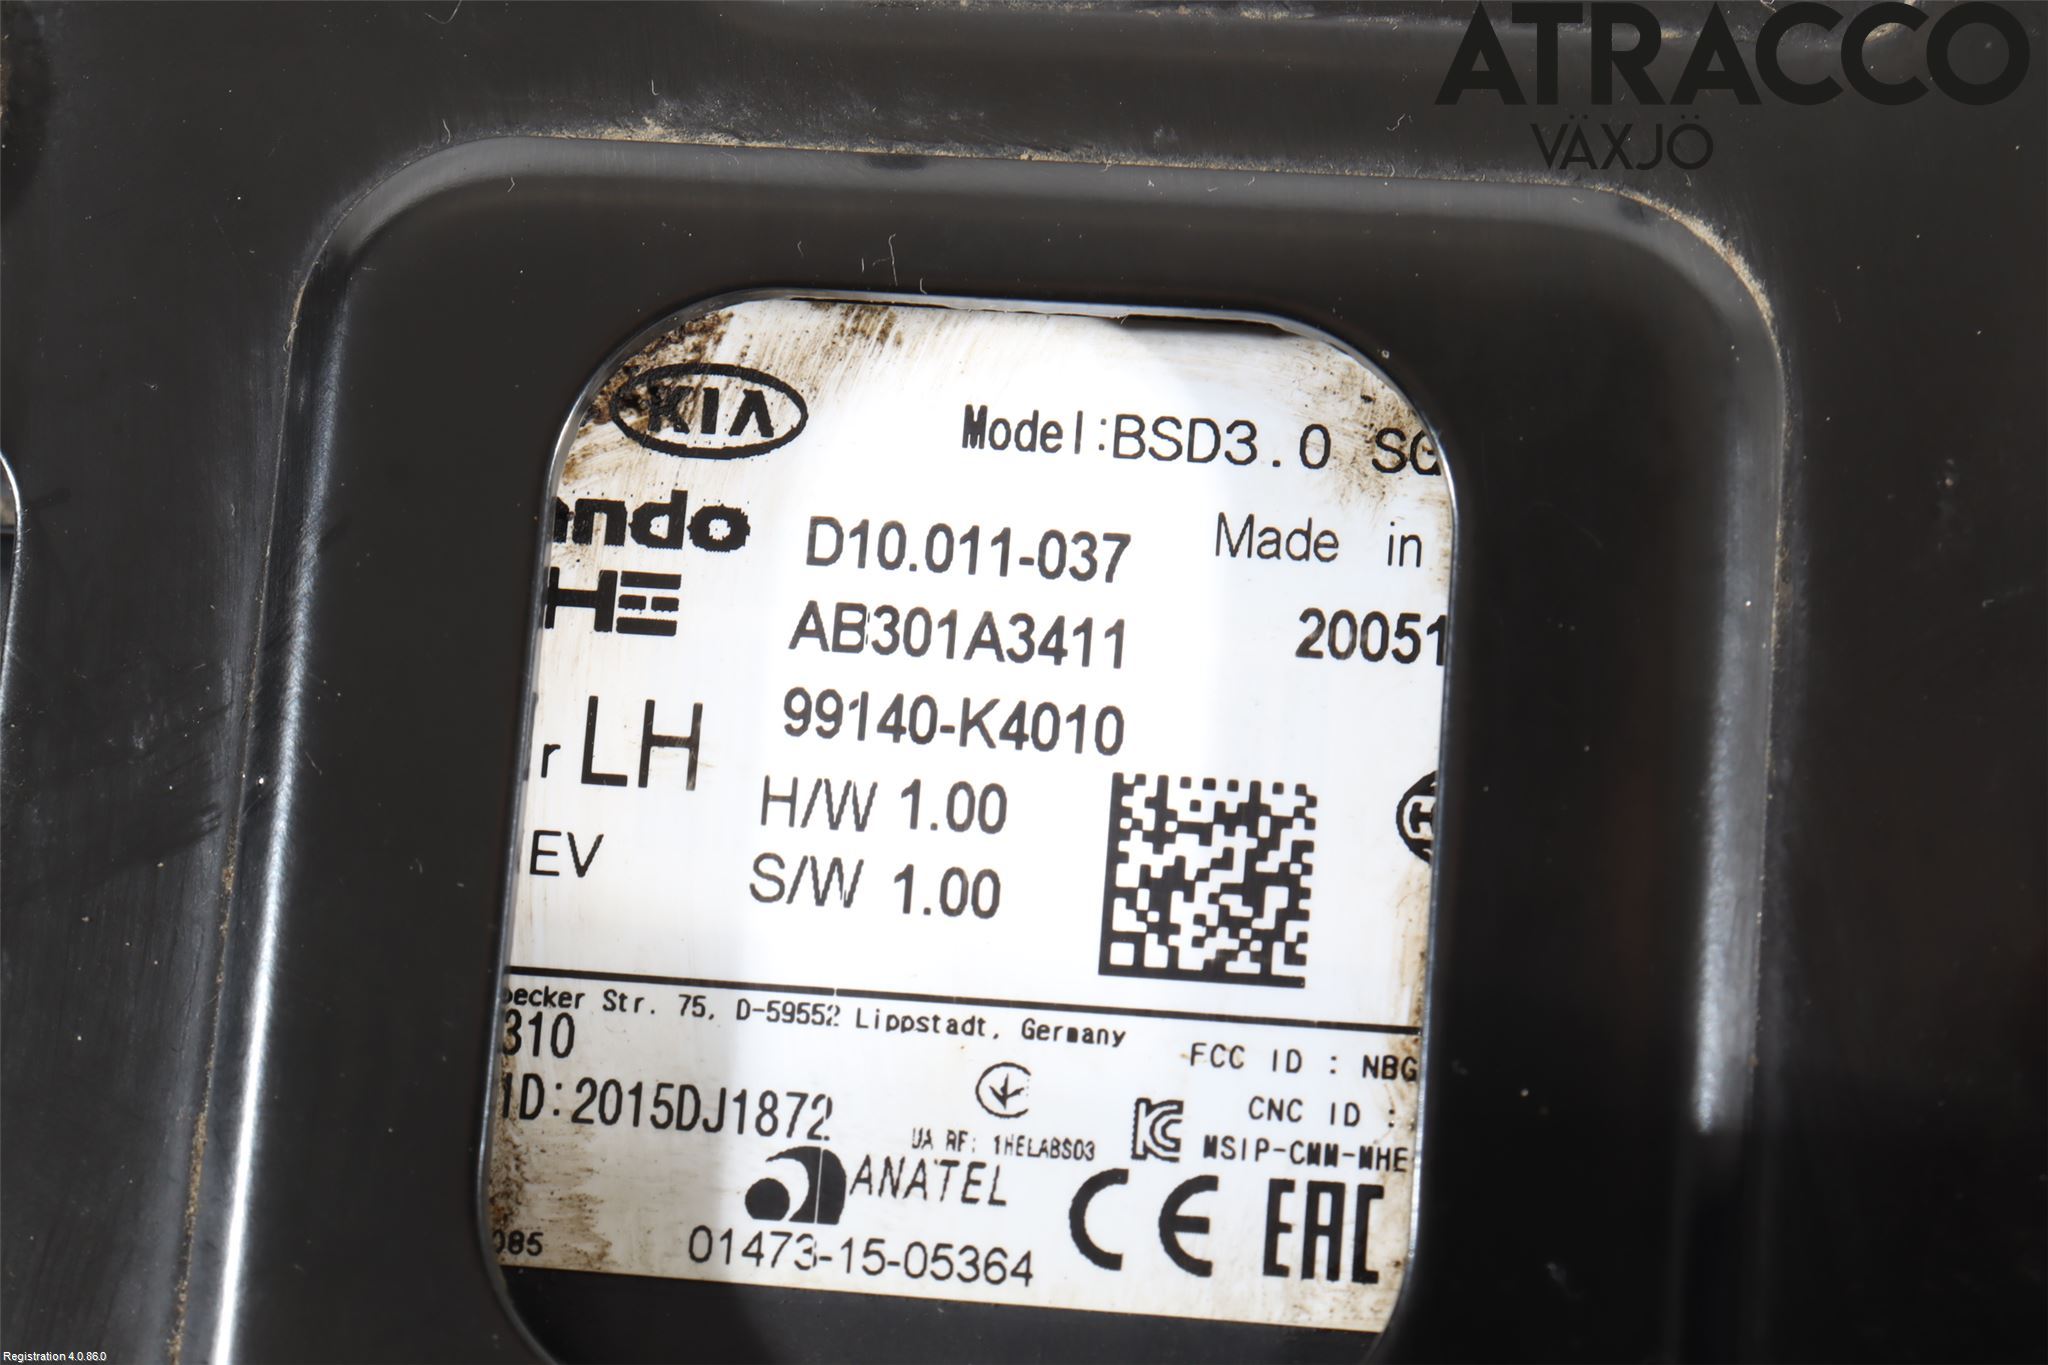 ATRACCO
VÄXJÖ
KIA
Model:BSD3.0
D10.011-037
Made in
AB301A3411
20051
LH
99140-K4010
H/W 1.00
EV
S/W 1.00
becker Str. 75, D-59552 Lippstadt, Germany
310
FCC ID : NBG
ID:2015DJ1872
CNC ID :
UA RF: 1HELABS03
MSIP-CMM-MHE
ANATEL
CE EAC
085
01473-15-05364
Registration 4.0.86.0